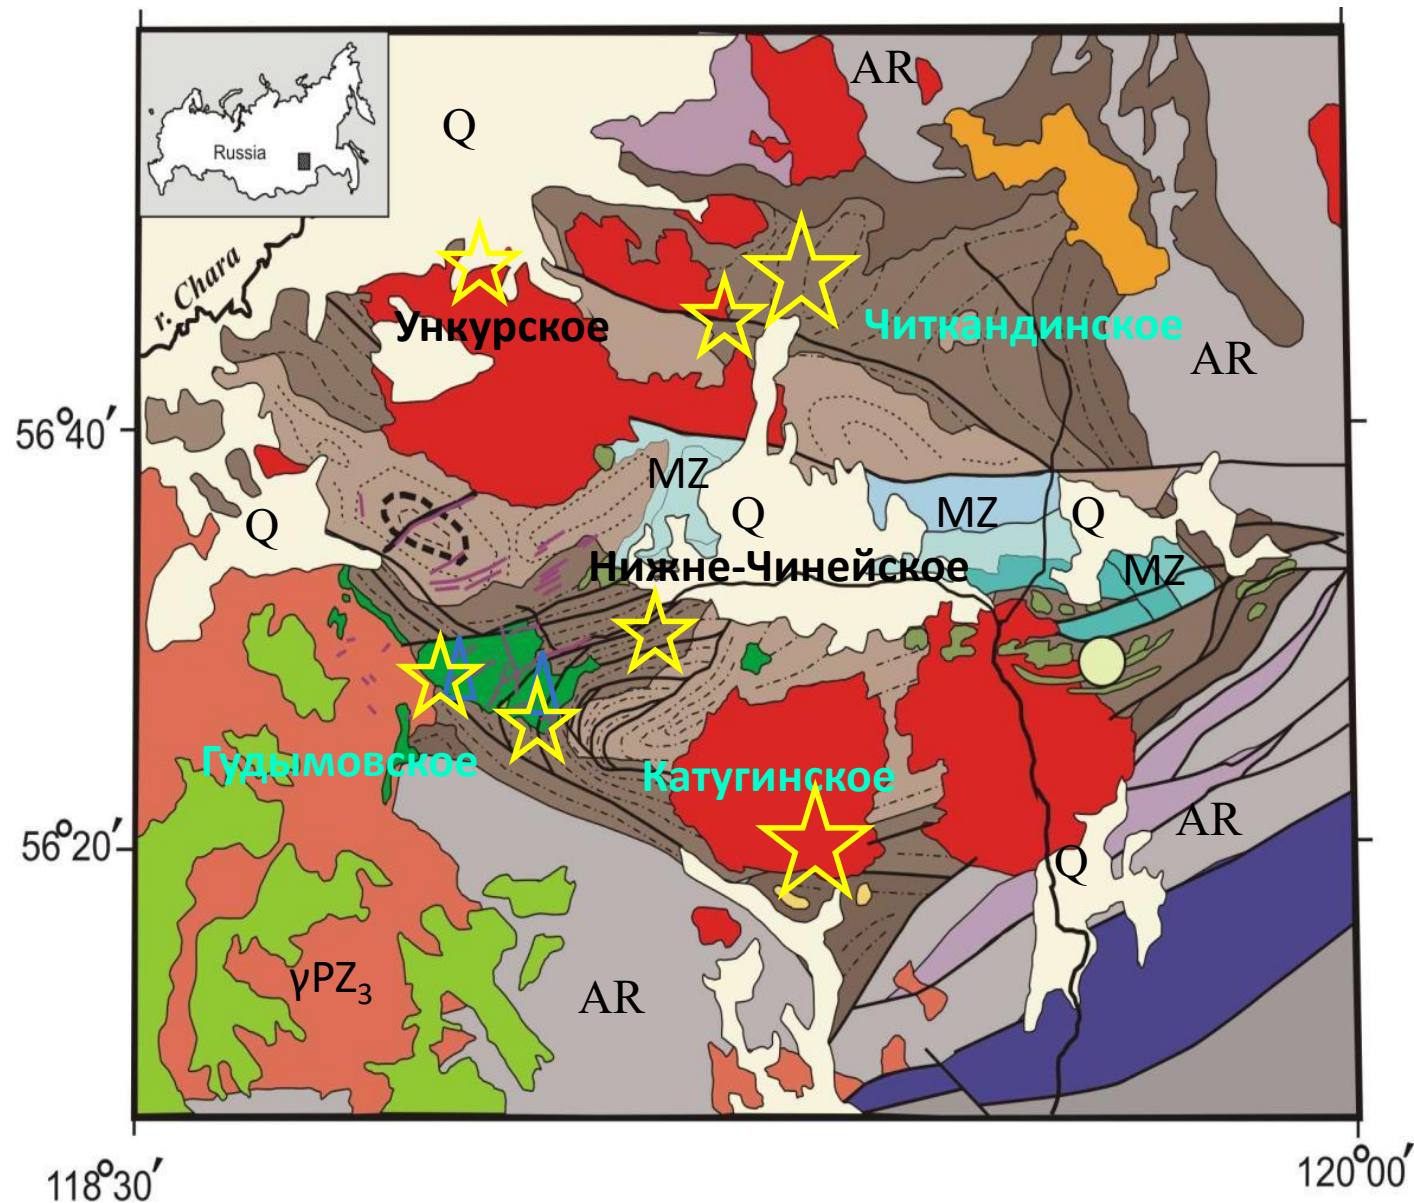 AR
Q
Russia
r. Chara
Ункурское
Читкандинское
AR
56°40′
MZ
Q
MZ
Q
Q
Нижне-Чинейское
MZ
Гудымовское
Катугинское
AR
56°20′
Q
γPZ3
AR
118°30′
120°00′